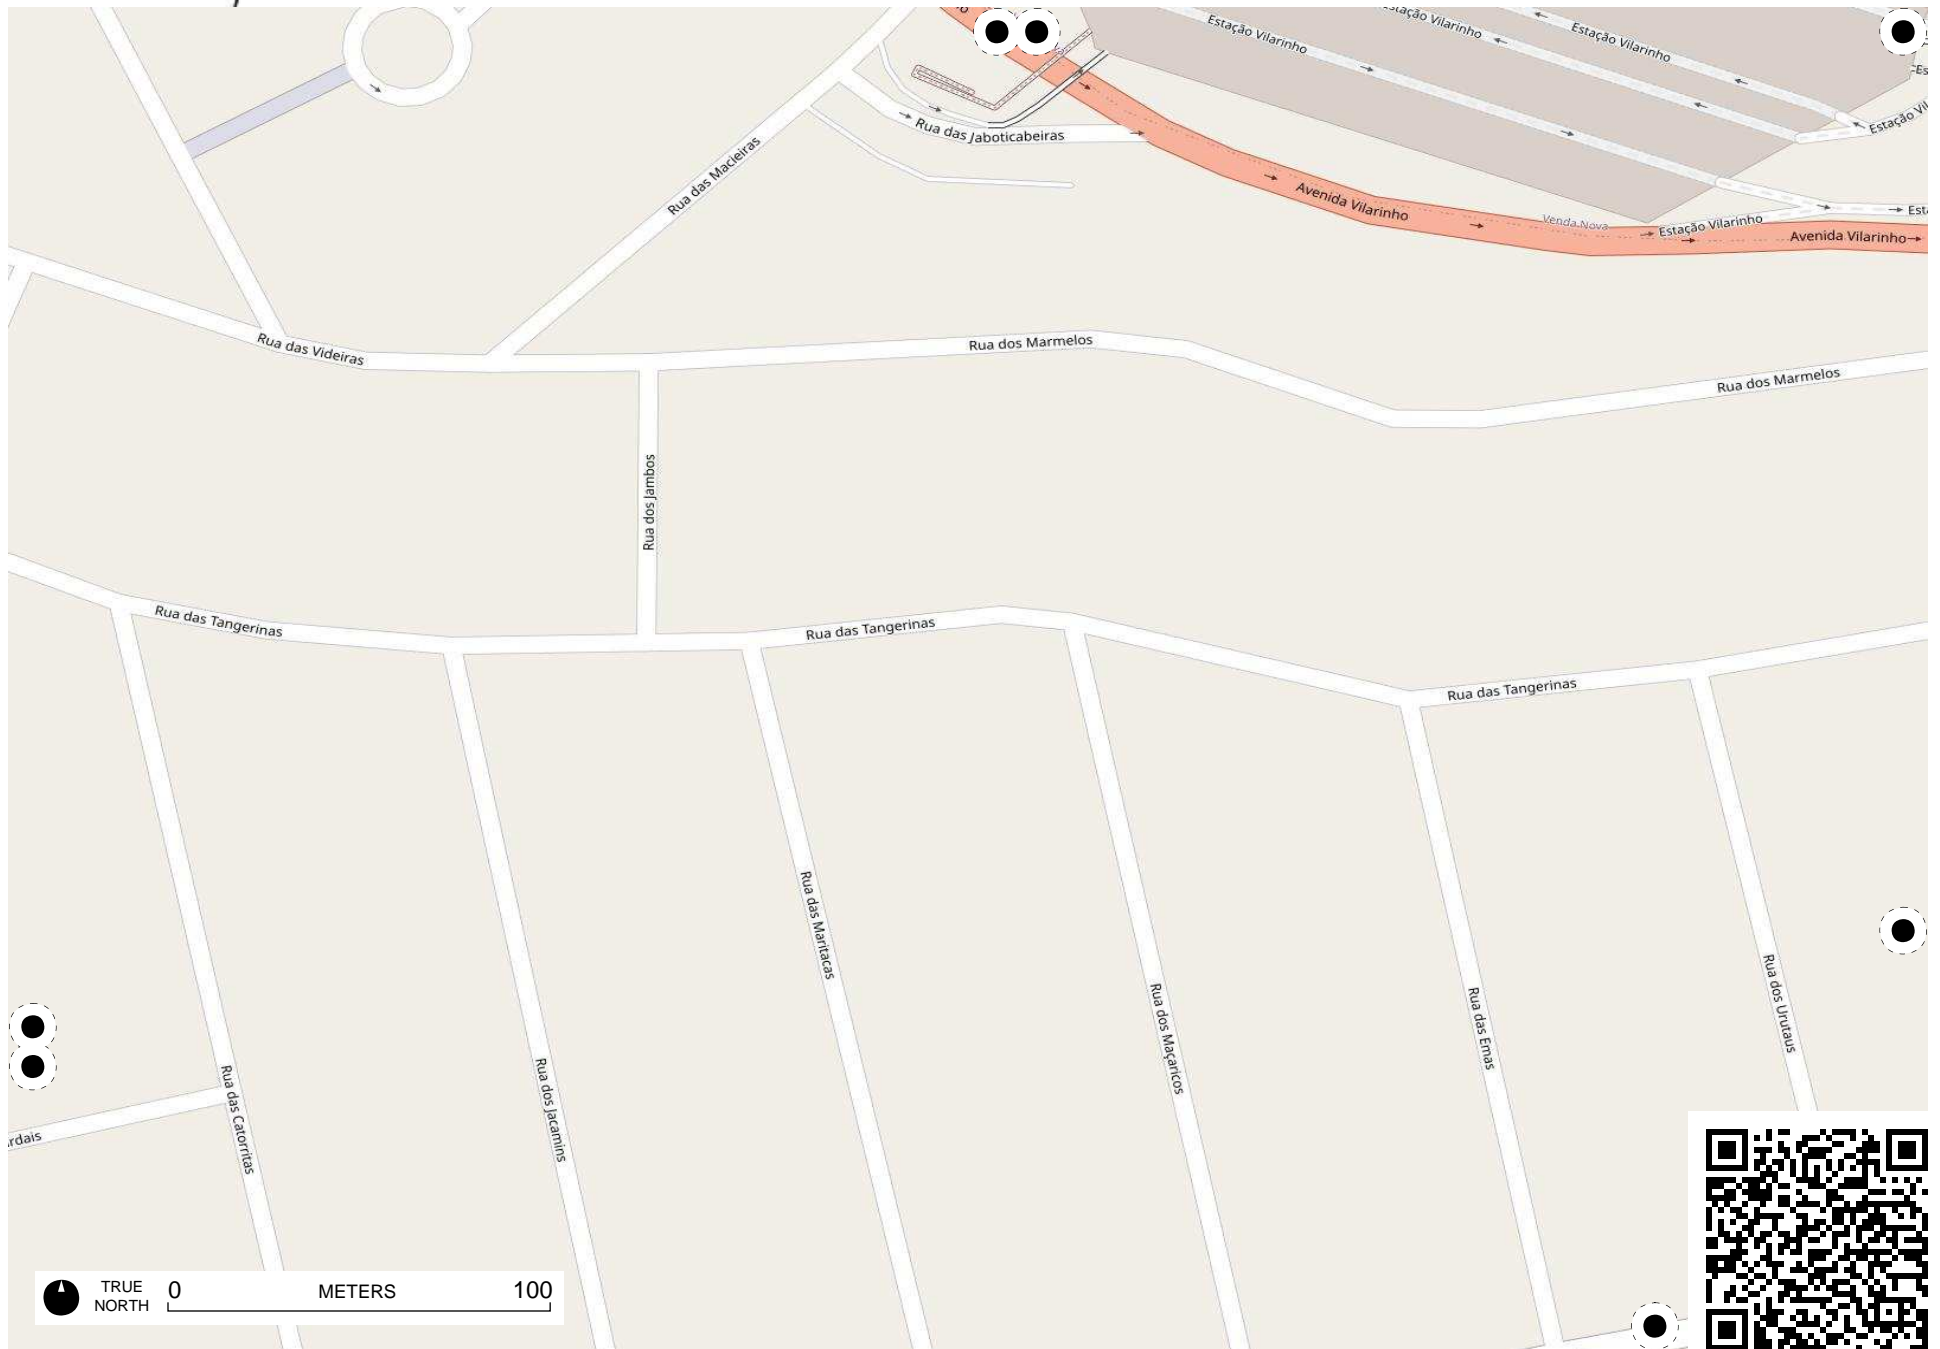 Estação Vilarinho
Estação Vilarinho
Estação Vilarinho
Rua das Jaboticabeiras
Rua das Macieiras
Avenida Vilarinho
Venda Nova
Estação Vilarinho
Avenida Vilarinho
Rua das Videiras
Rua dos Marmelos
Rua dos Marmelos
Rua dos Jambos
Rua das Tangerinas
Rua das Tangerinas
Rua das Tangerinas
Rua das Maritacas
Rua dos Maçaricos
Rua das Emas
Rua dos Urutaus
Rua das Catorritas
Rua dos Jacamins
rdais
TRUE NORTH
0 METERS 100